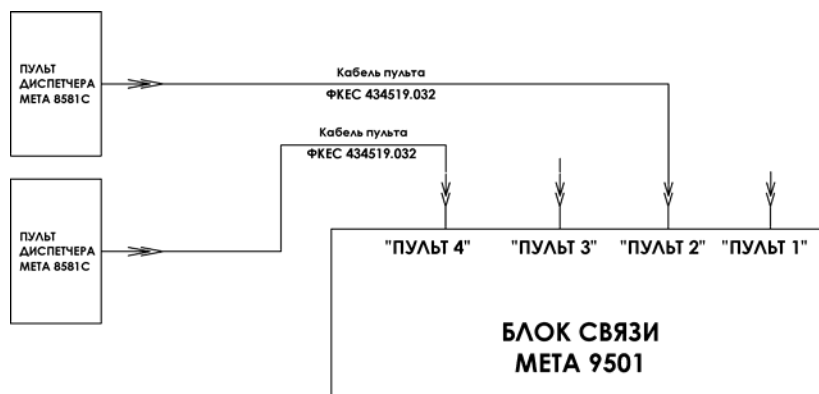 ПУЛЬТ
ДИСПЕТЧЕРА
МЕТА 8581С
Кабель пульта
ФКЕС 434519.032
Кабель пульта
ФКЕС 434519.032
ПУЛЬТ
ДИСПЕТЧЕРА
МЕТА 8581С
"ПУЛЬТ 4" "ПУЛЬТ 3" "ПУЛЬТ 2" "ПУЛЬТ 1"
БЛОК СВЯЗИ
МЕТА 9501